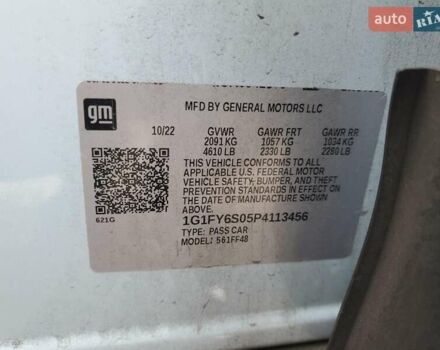 auto RIA .com
gm
MFD BY GENERAL MOTORS LLC
10/22 GVWR GAWR FRT GAWR RR
2091 KG 1057 KG 1034 KG
4610 LB 2330 LB 2280 LB
THIS VEHICLE CONFORMS TO ALL
APPLICABLE U.S. FEDERAL MOTOR
VEHICLE SAFETY, BUMPER, AND THEFT
PREVENTION STANDARDS IN EFFECT ON
THE DATE OF MANUFACTURE SHOWN
ABOVE.
621G
1G1FY6S05P4113456
TYPE: PASS CAR
MODEL: 561FF48